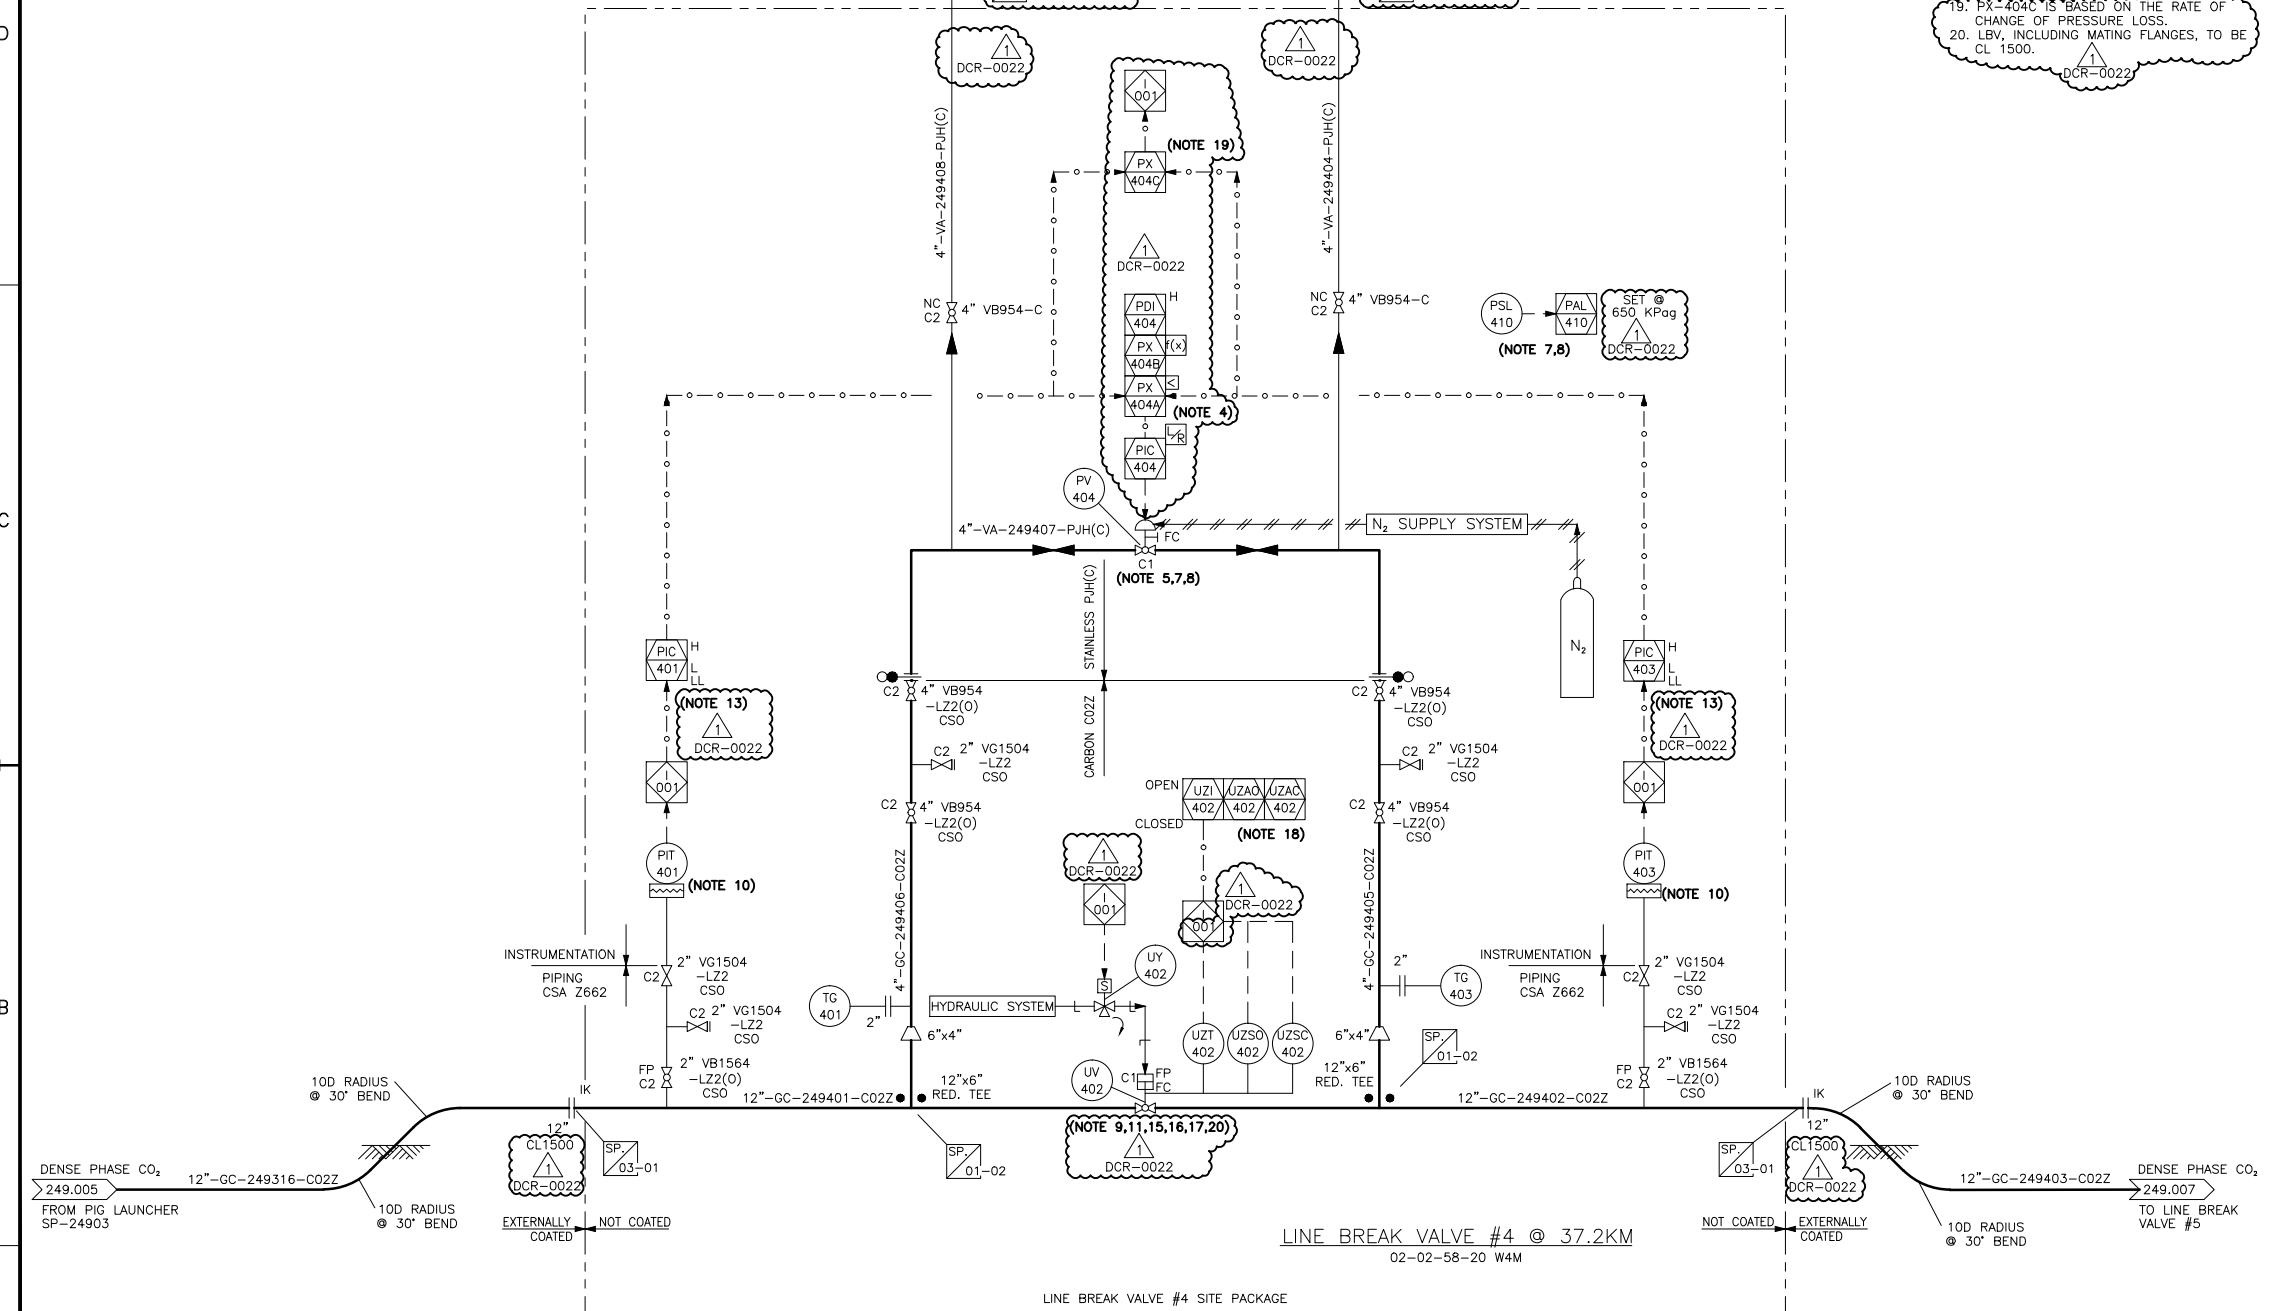 D
C
B
19. PX-404C IS BASED ON THE RATE OF
CHANGE OF PRESSURE LOSS.
20. LBV, INCLUDING MATING FLANGES, TO BE
CL 1500.
1
DCR-0022
1
DCR-0022
1
DCR-0022
I
001
(NOTE 19)
PX
404C
4"-VA-249408-PJH(C)
4"-VA-249404-PJH(C)
1
DCR-0022
NC
C2
4" VB954-C
NC
C2
4" VB954-C
PDI
404
H
PX
404B
f(x)
PX
404A
<
(NOTE 4)
PIC
404
L/R
PSL
410
PAL
410
SET @
650 KPag
1
DCR-0022
(NOTE 7,8)
PV
404
4"-VA-249407-PJH(C)
FC
C1
(NOTE 5,7,8)
N₂ SUPPLY SYSTEM
N₂
STAINLESS PJH(C)
CARBON C02Z
PIC
401
H
L
LL
(NOTE 13)
1
DCR-0022
I
001
PIT
401
(NOTE 10)
INSTRUMENTATION
PIPING
CSA Z662
C2
2" VG1504
-LZ2
CSO
C2 2" VG1504
-LZ2
CSO
FP
C2
2" VB1564
-LZ2(O)
CSO
C2
4" VB954
-LZ2(O)
CSO
C2 2" VG1504
-LZ2
CSO
C2
4" VB954
-LZ2(O)
CSO
4"-GC-249406-C02Z
TG
401
2"
6"x4"
12"x6"
RED. TEE
OPEN
CLOSED
UZI
402
UZAO
402
UZAC
402
(NOTE 18)
1
DCR-0022
I
001
1
DCR-0022
I
001
HYDRAULIC SYSTEM
L
S
L
L
UY
402
UZT
402
UZSO
402
UZSC
402
UV
402
C1
FP
FC
(NOTE 9,11,15,16,17,20)
1
DCR-0022
C2
4" VB954
-LZ2(O)
CSO
C2 2" VG1504
-LZ2
CSO
C2
4" VB954
-LZ2(O)
CSO
4"-GC-249405-C02Z
2"
TG
403
6"x4"
12"x6"
RED. TEE
SP.
01-02
PIC
403
H
L
LL
(NOTE 13)
1
DCR-0022
I
001
PIT
403
(NOTE 10)
INSTRUMENTATION
PIPING
CSA Z662
C2
2" VG1504
-LZ2
CSO
C2 2" VG1504
-LZ2
CSO
FP
C2
2" VB1564
-LZ2(O)
CSO
10D RADIUS
@ 30° BEND
IK
12"
12"-GC-249401-C02Z
12"-GC-249402-C02Z
IK
12"
10D RADIUS
@ 30° BEND
CL1500
1
DCR-0022
SP.
03-01
SP.
01-02
SP.
03-01
CL1500
1
DCR-0022
DENSE PHASE CO₂
249.005
FROM PIG LAUNCHER
SP-24903
12"-GC-249316-C02Z
10D RADIUS
@ 30° BEND
EXTERNALLY
COATED
NOT COATED
NOT COATED
EXTERNALLY
COATED
12"-GC-249403-C02Z
10D RADIUS
@ 30° BEND
DENSE PHASE CO₂
249.007
TO LINE BREAK
VALVE #5
LINE BREAK VALVE #4 @ 37.2KM
02-02-58-20 W4M
LINE BREAK VALVE #4 SITE PACKAGE